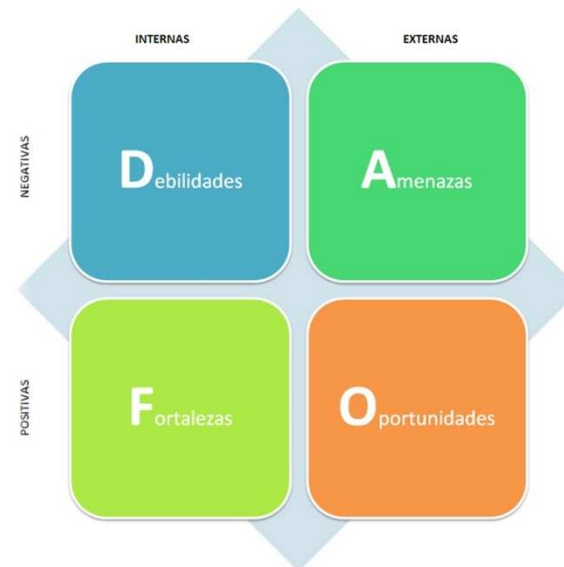 INTERNAS
EXTERNAS
NEGATIVAS
Debilidades
Amenazas
POSITIVAS
Fortalezas
Oportunidades